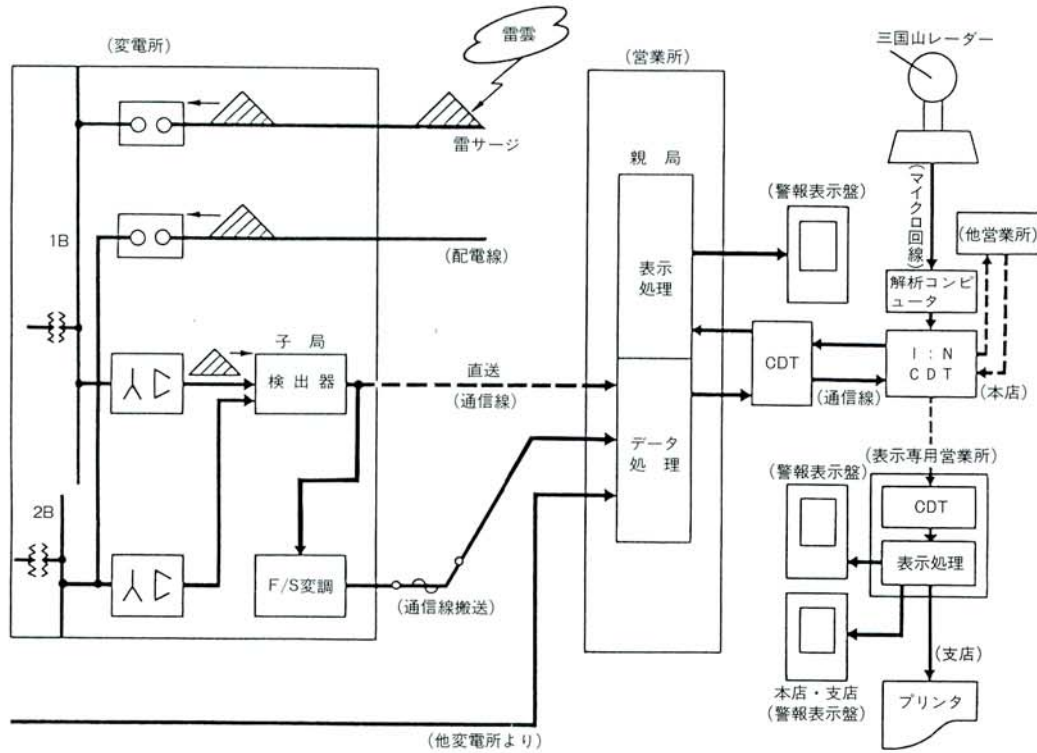 (変電所)
雷雲
雷サージ
1B
(配電線)
子局
検出器
直送
(通信線)
2B
F/S変調
(通信線搬送)
(他変電所より)
(営業所)
親局
表示
処理
データ
処理
(警報表示盤)
CDT
(通信線)
三国山レーダー
(マイクロ回線)
解析コンピ
ュータ
I:N
CDT
(他営業所)
(本店)
(表示専用営業所)
CDT
表示処理
(警報表示盤)
本店・支店
(警報表示盤)
(支店)
プリンタ